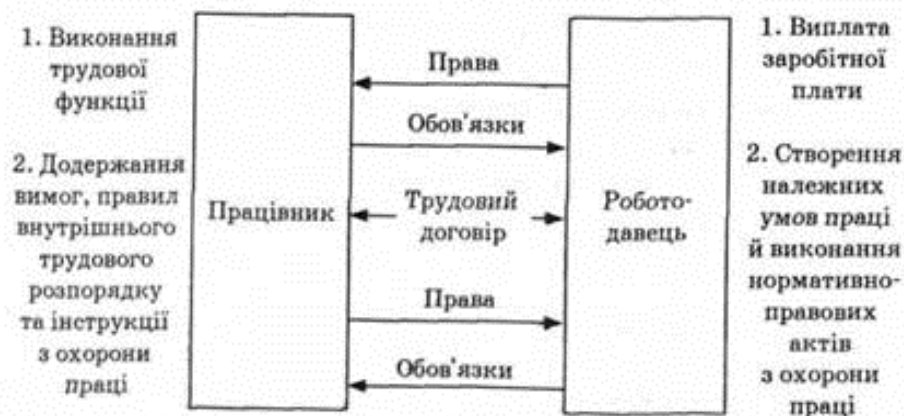 1. Виконання
трудової
функції
2. Додержання
вимог, правил
внутрішнього
трудового
розпорядку
та інструкції
з охорони
праці
Працівник
Права
Обов'язки
Трудовий
договір
Права
Обов'язки
Робото-
давець
1. Виплата
заробітної
плати
2. Створення
належних
умов праці
й виконання
нормативно-
правових
актів
з охорони
праці